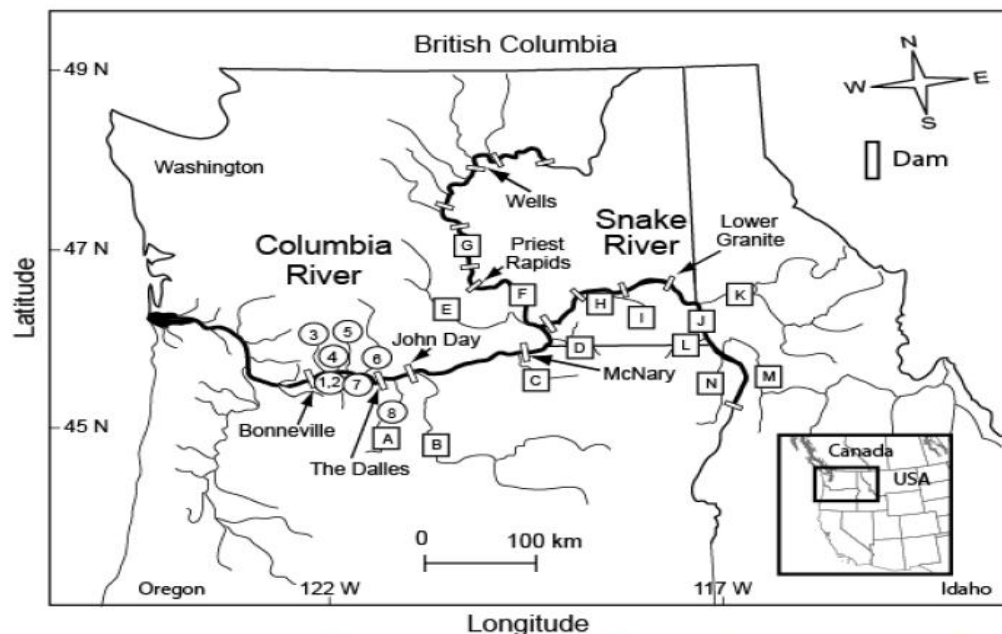 British Columbia
49 N
N
W
E
S
Washington
Dam
Wells
Snake
River
Lower
Granite
47 N
Columbia
River
G
Priest
Rapids
Latitude
E
F
H
I
K
J
L
3
5
4
6
1,2
7
8
John Day
D
C
McNary
N
M
Bonneville
45 N
The Dalles
A
B
Canada
USA
0
100 km
Oregon
122 W
117 W
Idaho
Longitude